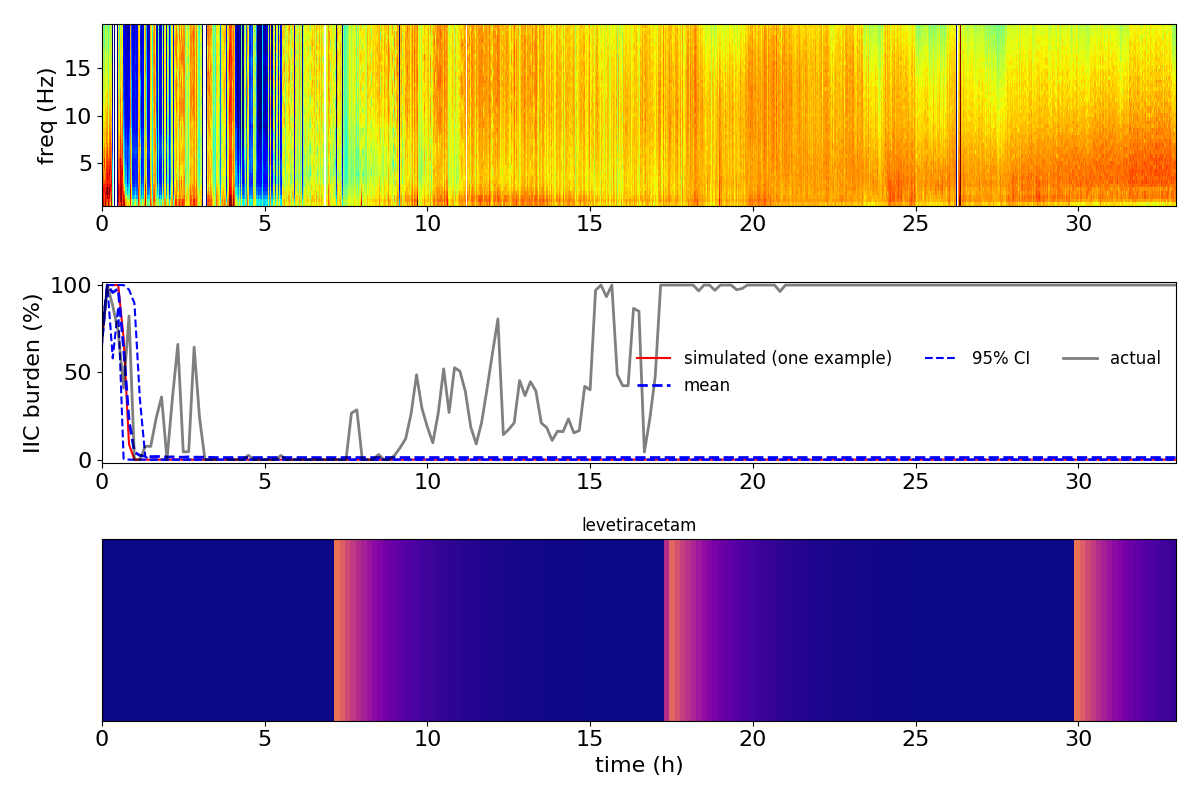 freq (Hz)
15
10
5
0 5 10 15 20 25 30
IIC burden (%)
100
50
0
simulated (one example) 95% CI actual
mean
0 5 10 15 20 25 30
levetiracetam
0 5 10 15 20 25 30
time (h)